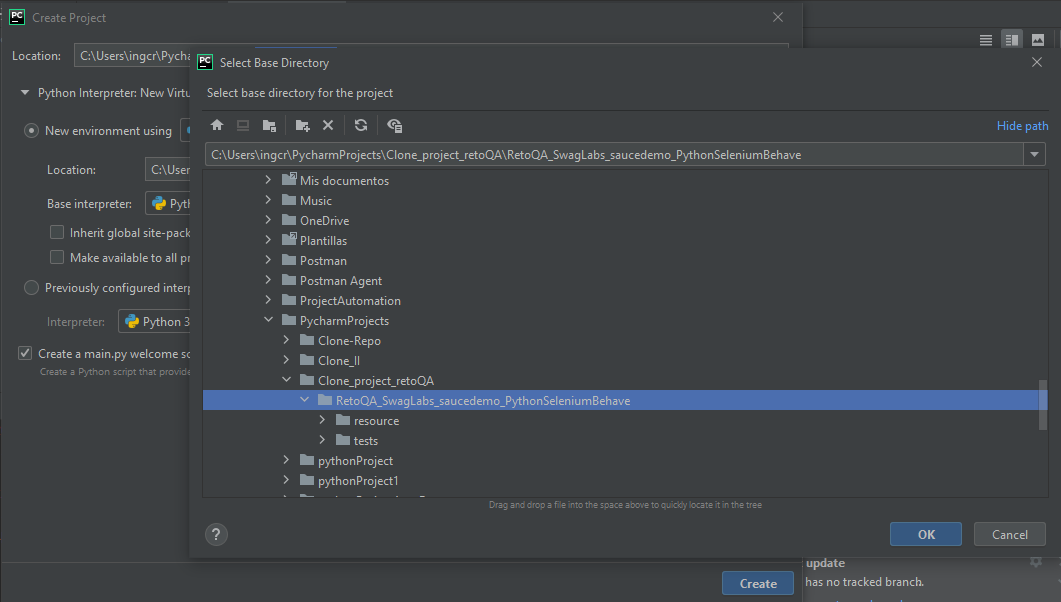 PC Create Project
Location: C:\Users\ingcr\Pycha
PC Select Base Directory
Select base directory for the project
Hide path
C:\Users\ingcr\PycharmProjects\Clone_project_retoQA\RetoQA_SwagLabs_saucedemo_PythonSeleniumBehave
Python Interpreter: New Virtu
New environment using
Location: C:\User
Base interpreter: Pyth
Inherit global site-pack
Make available to all pr
Previously configured interp
Interpreter: Python 3
Create a main.py welcome sc
Create a Python script that provide
Mis documentos
Music
OneDrive
Plantillas
Postman
Postman Agent
ProjectAutomation
PycharmProjects
Clone-Repo
Clone_II
Clone_project_retoQA
RetoQA_SwagLabs_saucedemo_PythonSeleniumBehave
resource
tests
pythonProject
pythonProject1
Drag and drop a file into the space above to quickly locate it in the tree
?
OK
Cancel
Create
update
has no tracked branch.